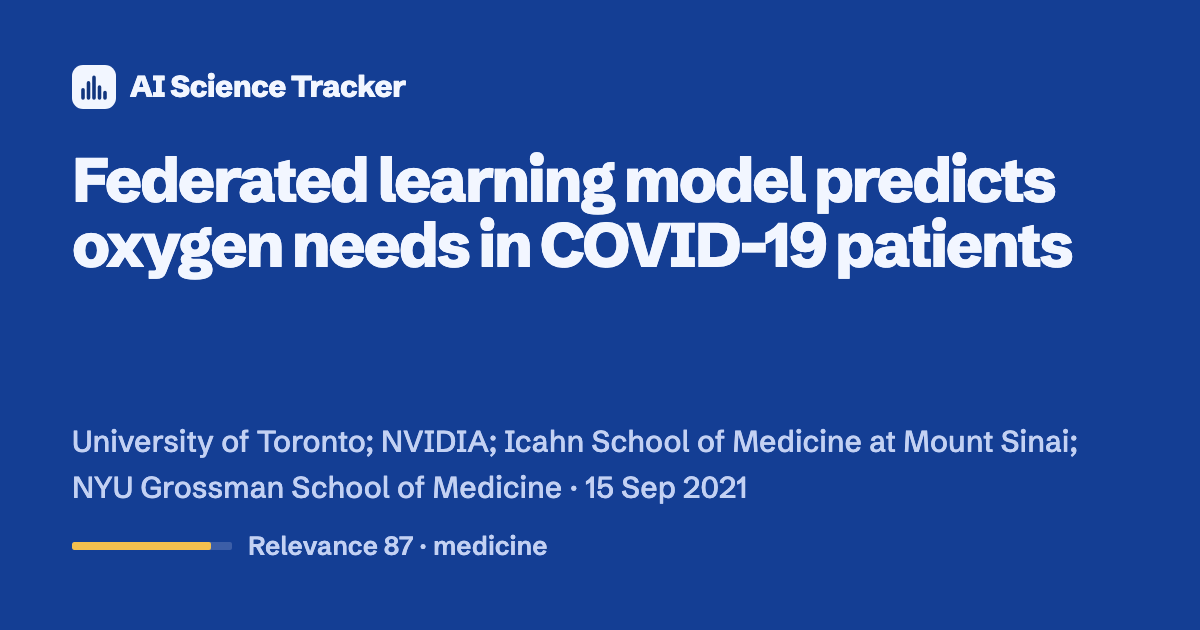 AI Science Tracker
Federated learning model predicts
oxygen needs in COVID-19 patients
University of Toronto; NVIDIA; Icahn School of Medicine at Mount Sinai;
NYU Grossman School of Medicine · 15 Sep 2021
Relevance 87 · medicine